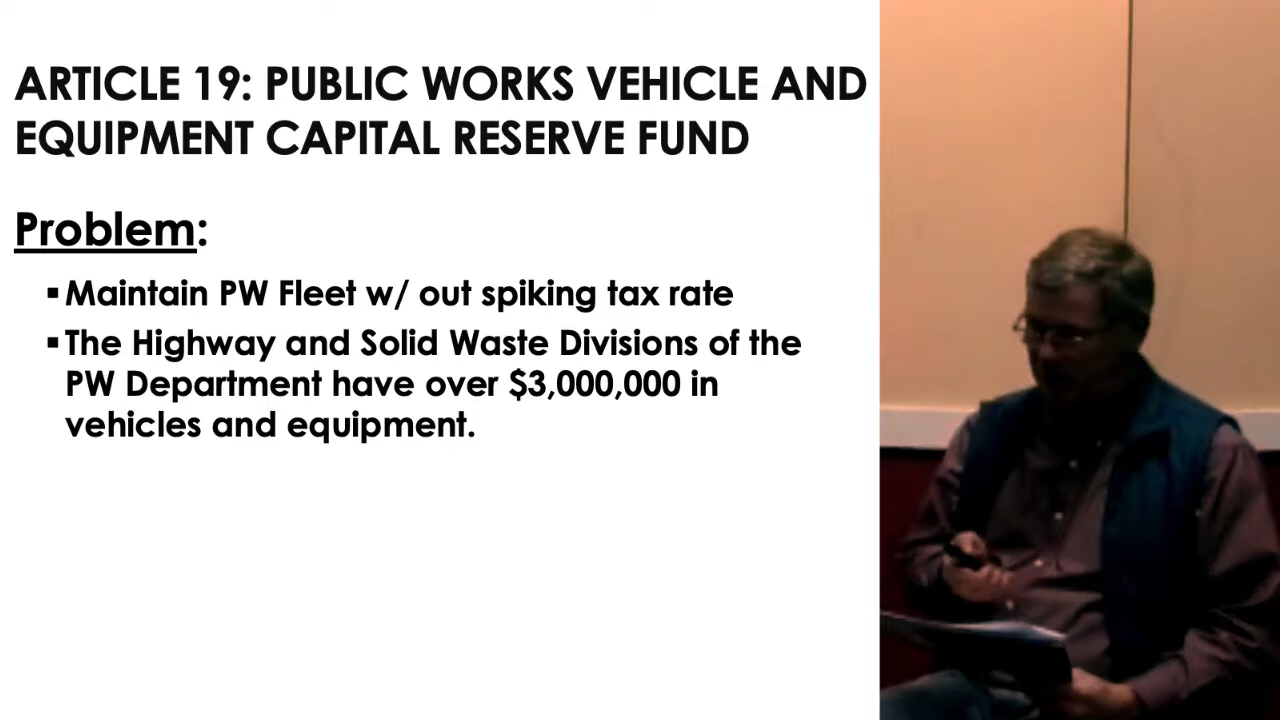 ARTICLE 19: PUBLIC WORKS VEHICLE AND
EQUIPMENT CAPITAL RESERVE FUND
Problem:
▪Maintain PW Fleet w/ out spiking tax rate
▪The Highway and Solid Waste Divisions of the
PW Department have over $3,000,000 in
vehicles and equipment.